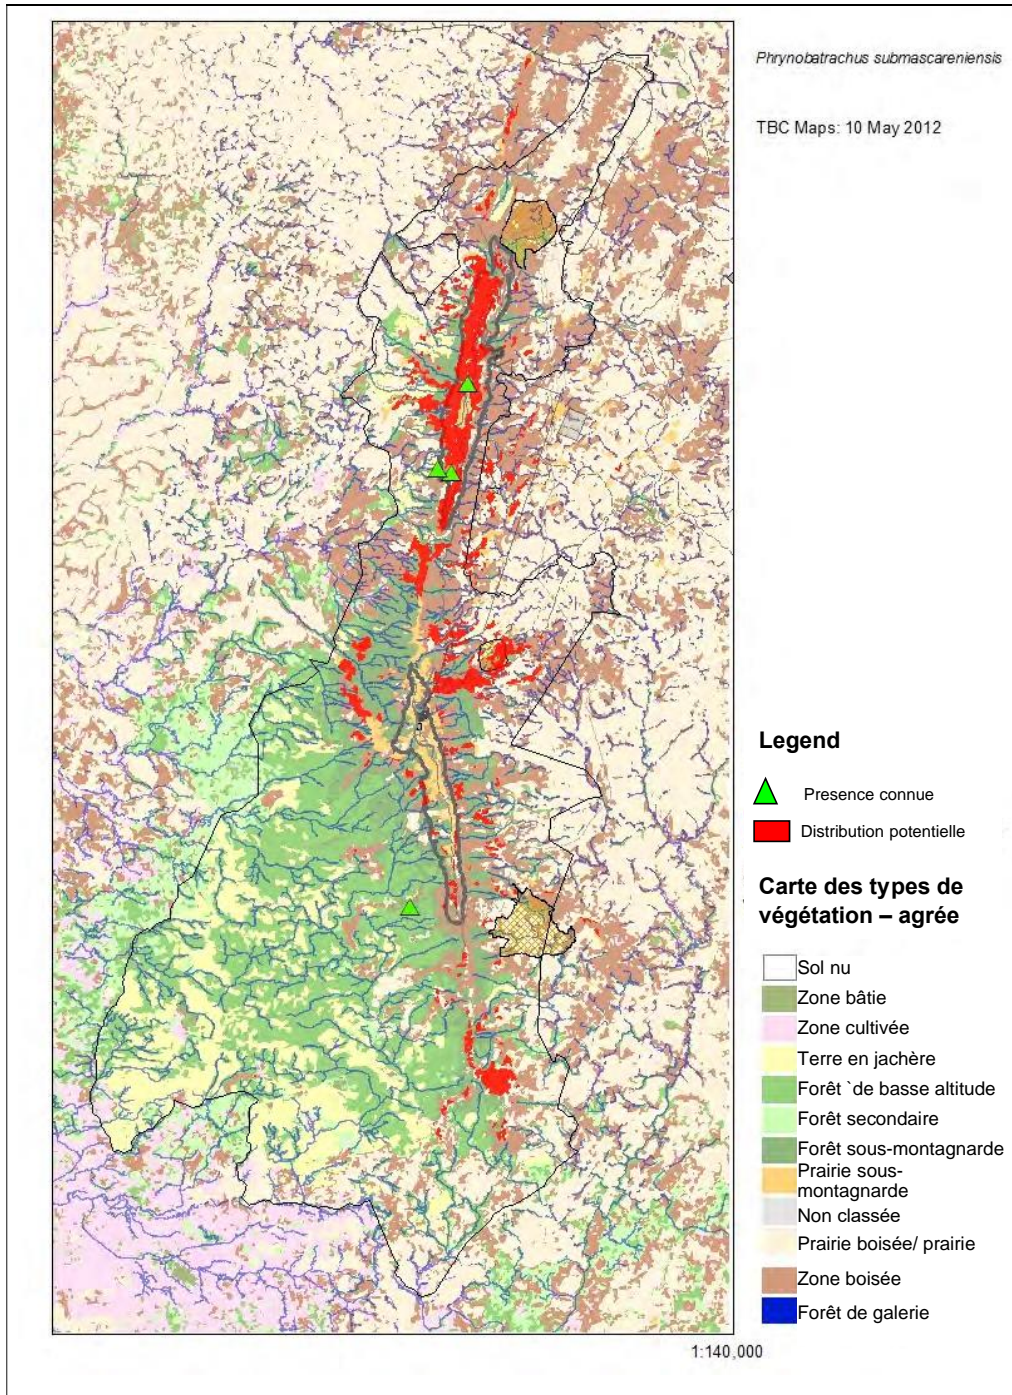 Phrynobatrachus submascareniensis
TBC Maps: 10 May 2012
Legend
Presence connue
Distribution potentielle
Carte des types de
végétation – agrée
Sol nu
Zone bâtie
Zone cultivée
Terre en jachère
Forêt `de basse altitude
Forêt secondaire
Forêt sous-montagnarde
Prairie sous-
montagnarde
Non classée
Prairie boisée/ prairie
Zone boisée
Forêt de galerie
1:140,000